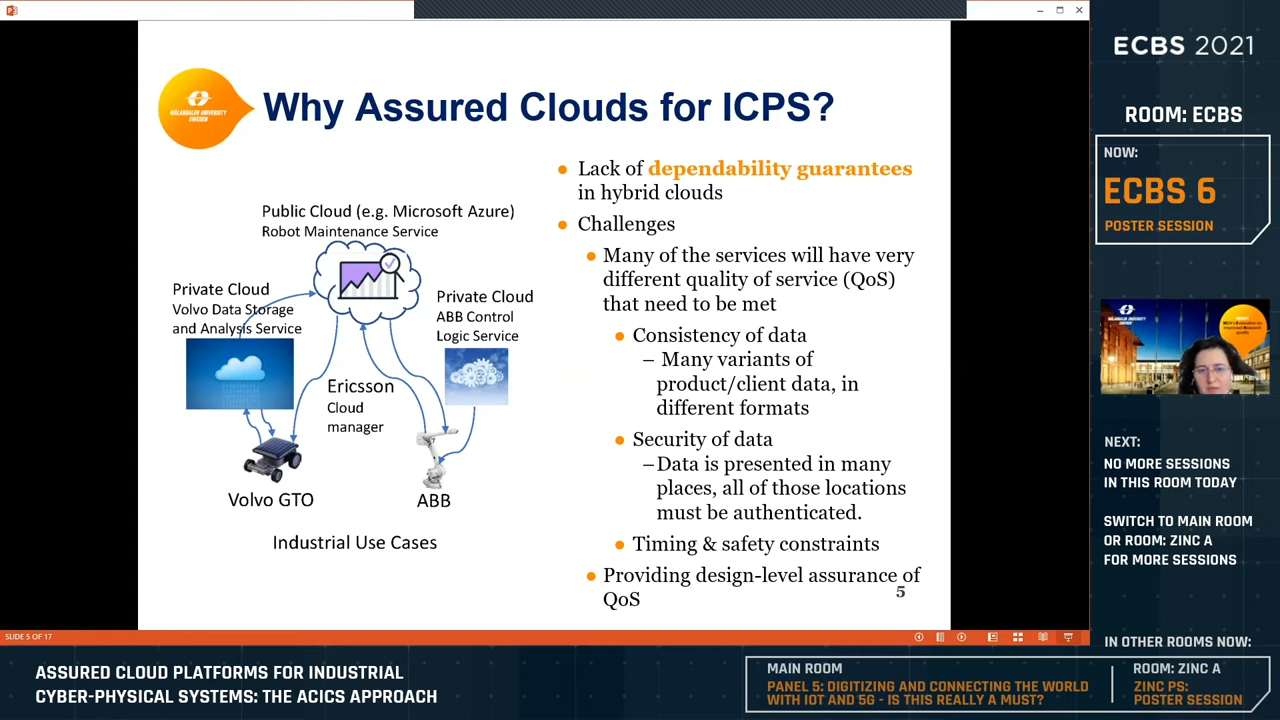 MÄLARDALEN UNIVERSITY
SWEDEN
Why Assured Clouds for ICPS?
Public Cloud (e.g. Microsoft Azure)
Robot Maintenance Service
Private Cloud
Volvo Data Storage
and Analysis Service
Private Cloud
ABB Control
Logic Service
Ericsson
Cloud
manager
Volvo GTO
ABB
Industrial Use Cases
● Lack of dependability guarantees
in hybrid clouds
● Challenges
● Many of the services will have very
different quality of service (QoS)
that need to be met
● Consistency of data
– Many variants of
product/client data, in
different formats
● Security of data
–Data is presented in many
places, all of those locations
must be authenticated.
● Timing & safety constraints
● Providing design-level assurance of
QoS
5
SLIDE 5 OF 17
ECBS 2021
ROOM: ECBS
NOW:
ECBS 6
POSTER SESSION
NEXT:
NO MORE SESSIONS
IN THIS ROOM TODAY
SWITCH TO MAIN ROOM
OR ROOM: ZINC A
FOR MORE SESSIONS
IN OTHER ROOMS NOW:
ASSURED CLOUD PLATFORMS FOR INDUSTRIAL
CYBER-PHYSICAL SYSTEMS: THE ACICS APPROACH
MAIN ROOM
PANEL 5: DIGITIZING AND CONNECTING THE WORLD
WITH IOT AND 5G - IS THIS REALLY A MUST?
ROOM: ZINC A
ZINC PS:
POSTER SESSION